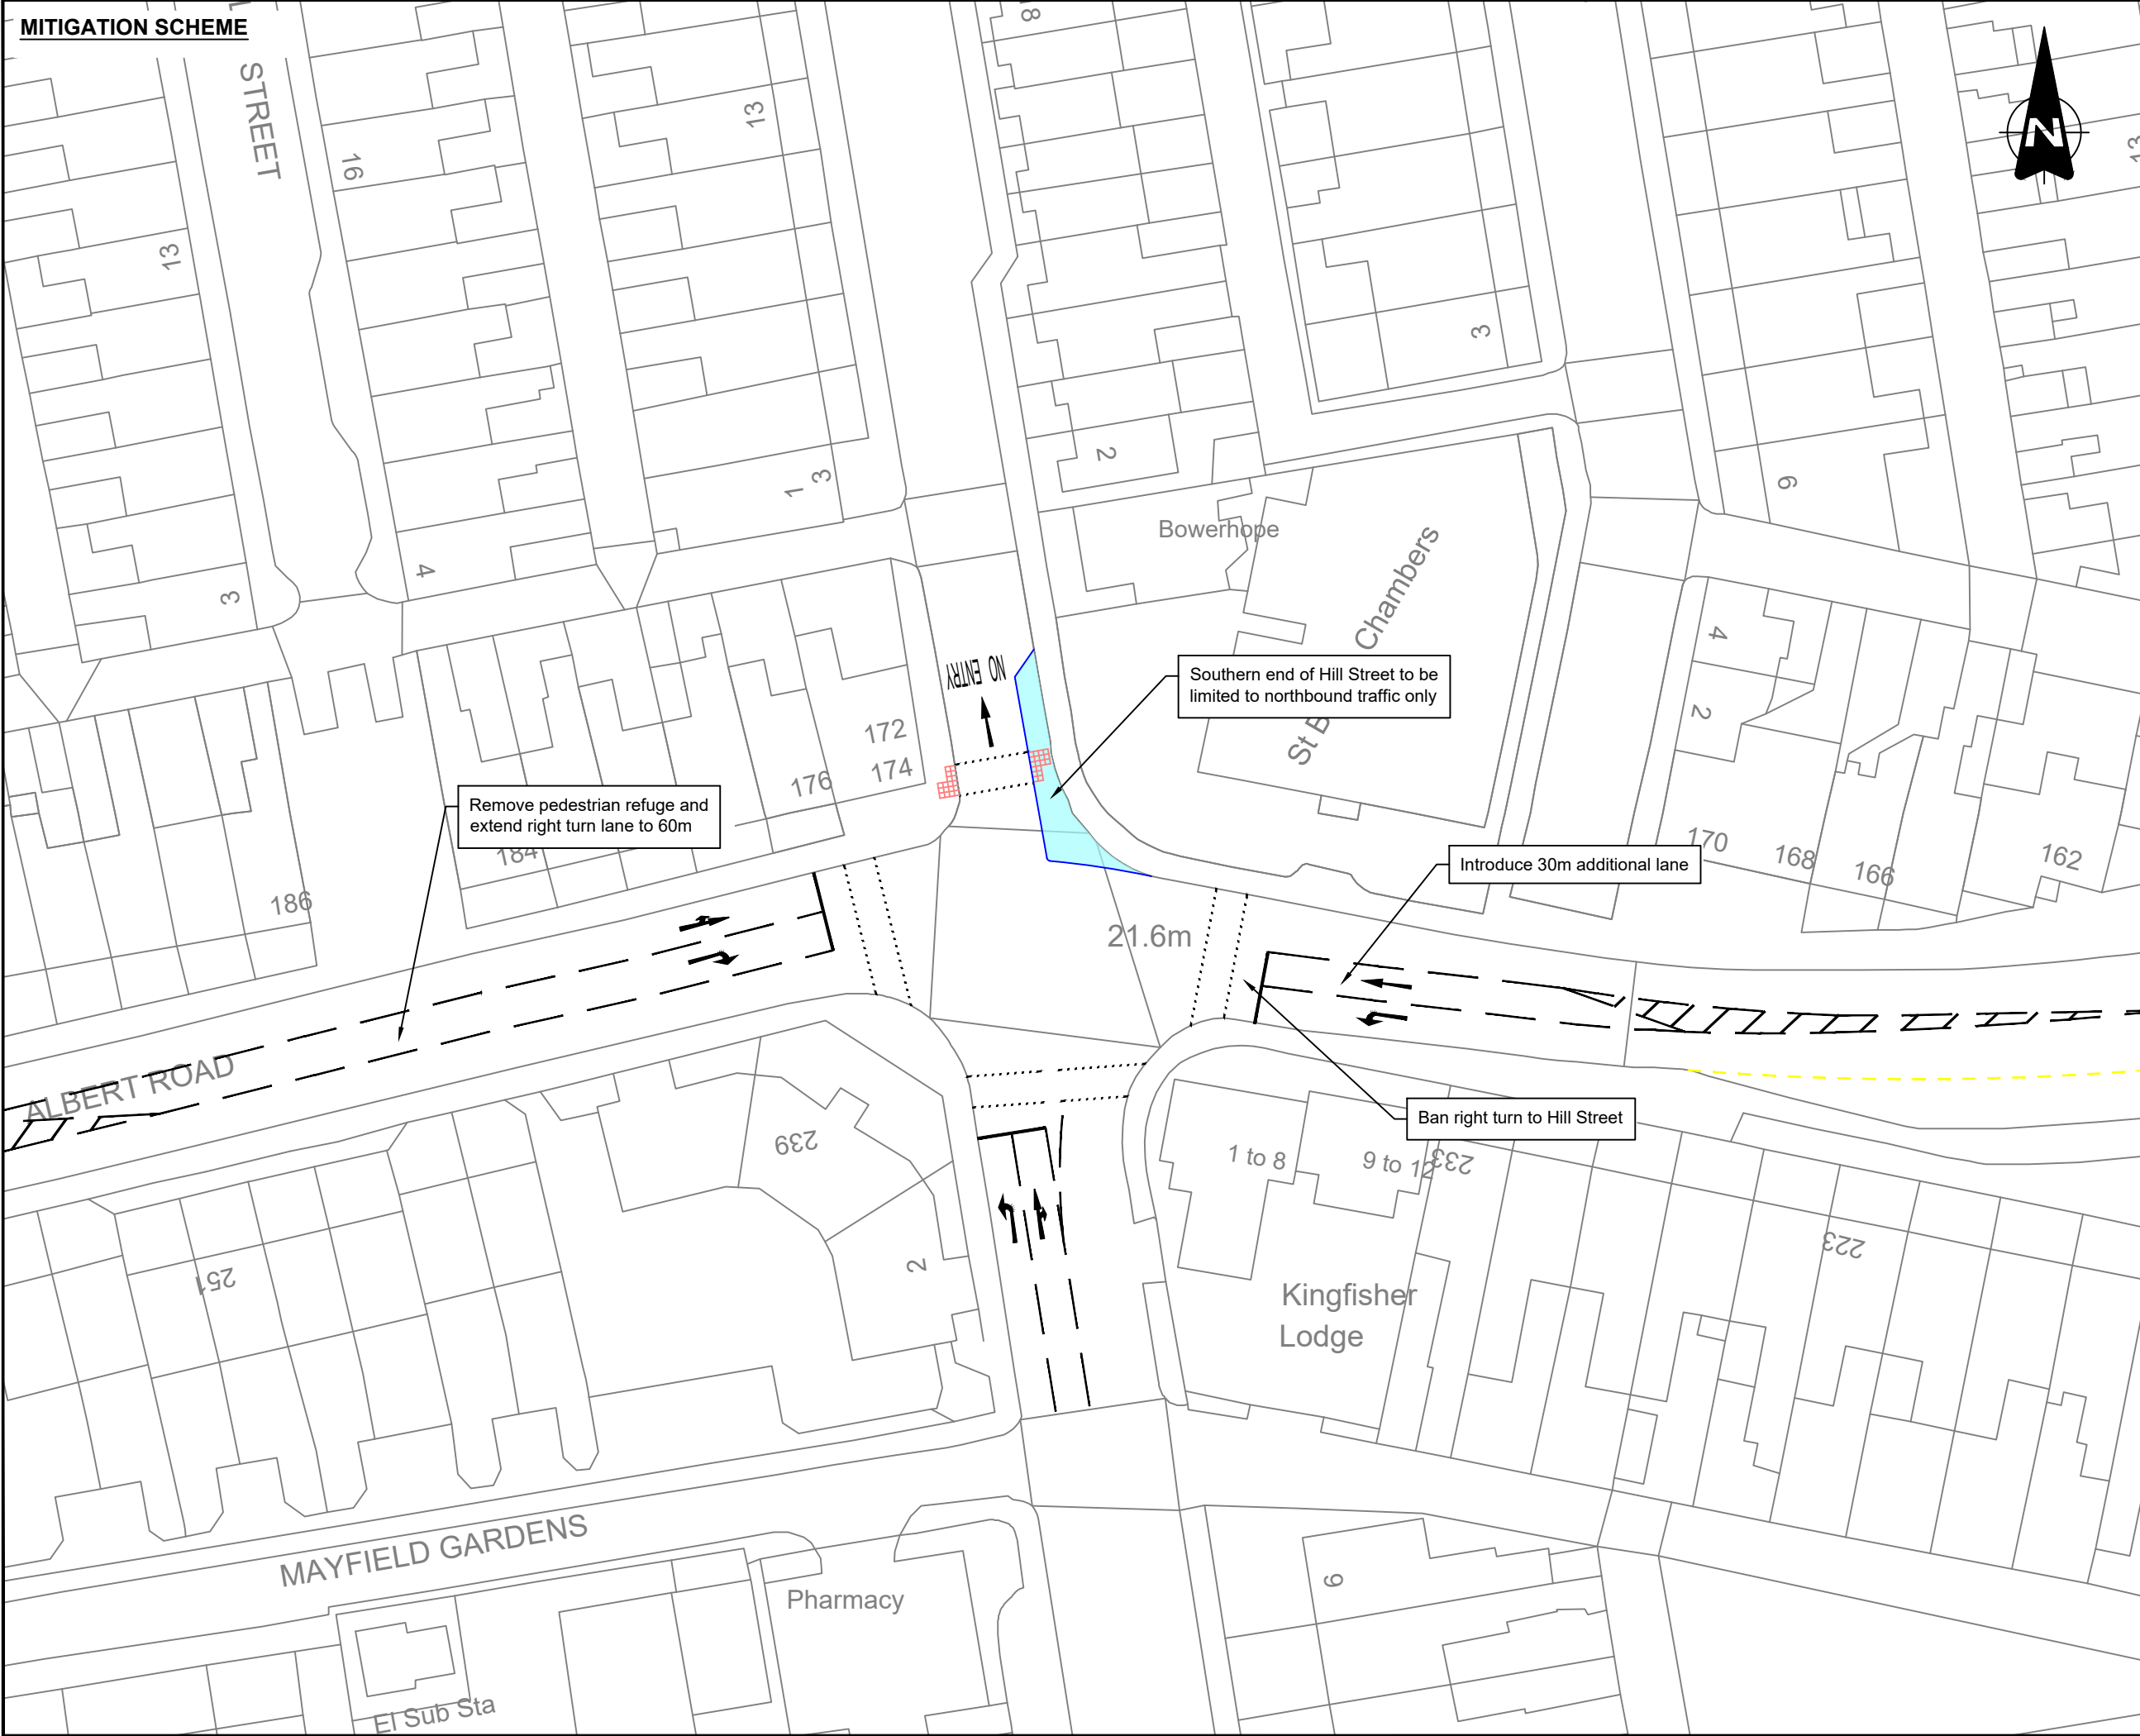 MITIGATION SCHEME
STREET
8
13
16
N
13
13
3
2
1
3
6
Bowerhope
4
3
Chambers
4
NO ENTRY
Southern end of Hill Street to be
limited to northbound traffic only
2
172
174
176
St B
Remove pedestrian refuge and
extend right turn lane to 60m
184
170
168
166
162
Introduce 30m additional lane
186
21.6m
ALBERT ROAD
Ban right turn to Hill Street
239
1 to 8
9 to 12
233
223
2
251
Kingfisher
Lodge
MAYFIELD GARDENS
Pharmacy
El Sub Sta